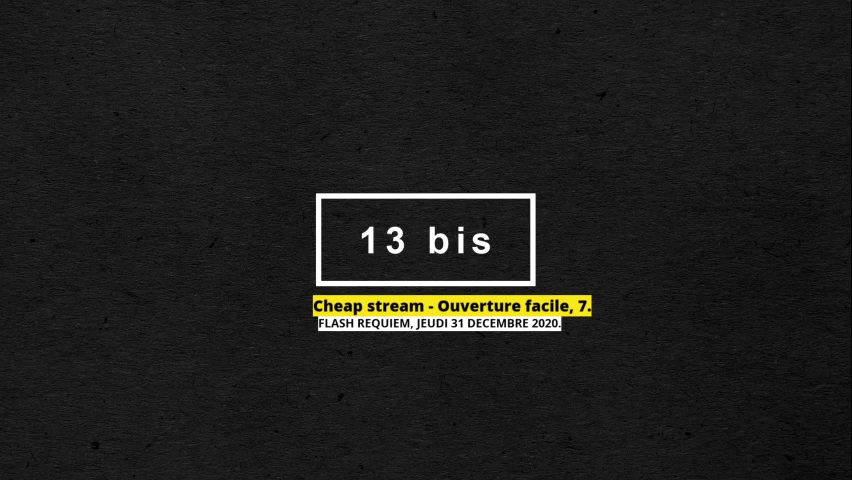 13 bis
Cheap stream - Ouverture facile, 7.
FLASH REQUIEM, JEUDI 31 DECEMBRE 2020.